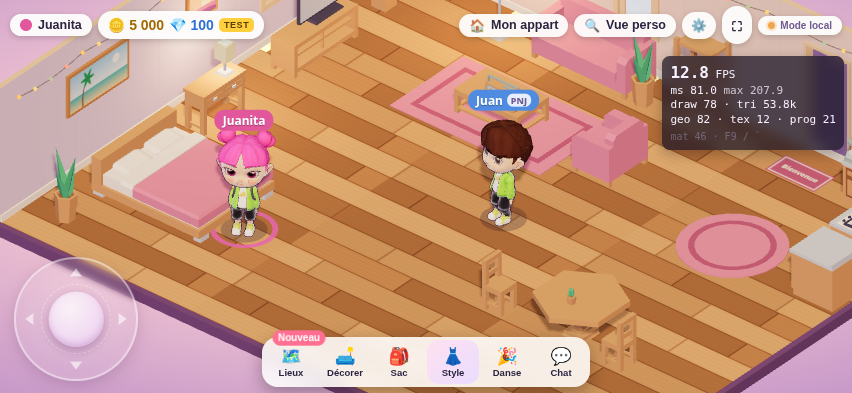 Juanita
5 000 100 TEST
Mon appart
Vue perso
Mode local
12.8 FPS
ms 81.0 max 207.9
draw 78 · tri 53.8k
geo 82 · tex 12 · prog 21
mat 46 · F9 / `
Juan PNJ
Juanita
Bienvenue
Nouveau
Lieux
Décorer
Sac
Style
Danse
Chat